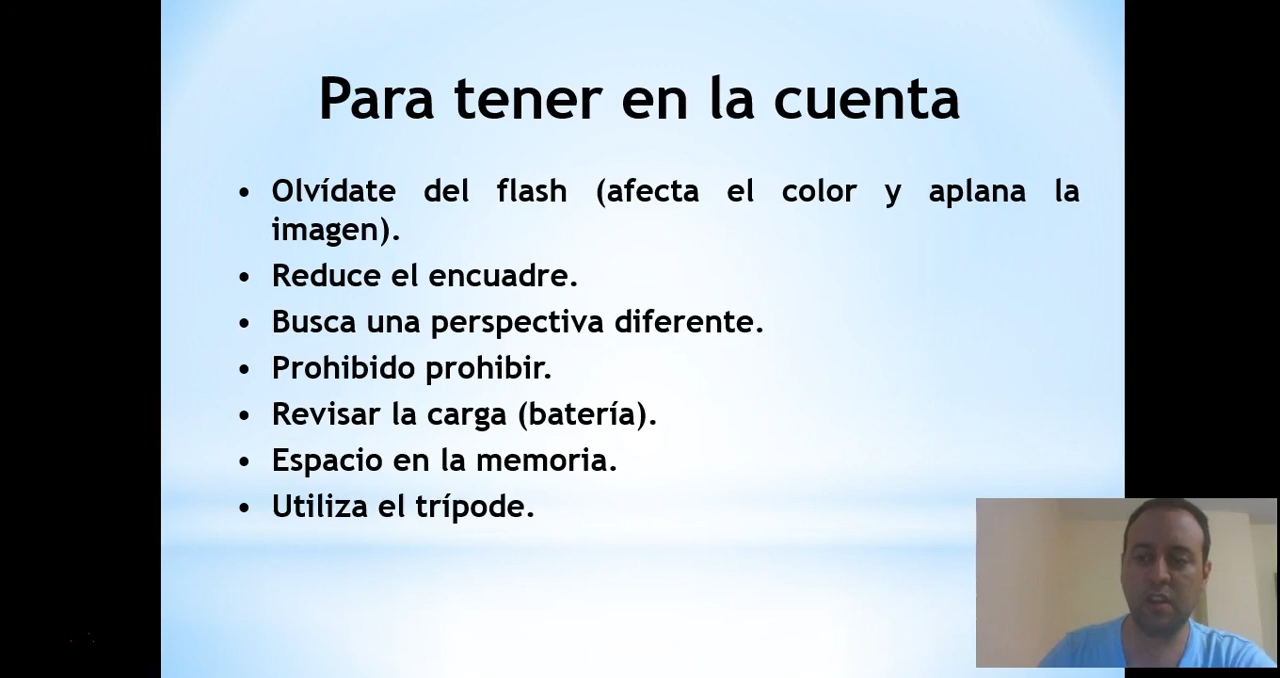 Para tener en la cuenta
• Olvídate del flash (afecta el color y aplana la
imagen).
• Reduce el encuadre.
• Busca una perspectiva diferente.
• Prohibido prohibir.
• Revisar la carga (batería).
• Espacio en la memoria.
• Utiliza el trípode.